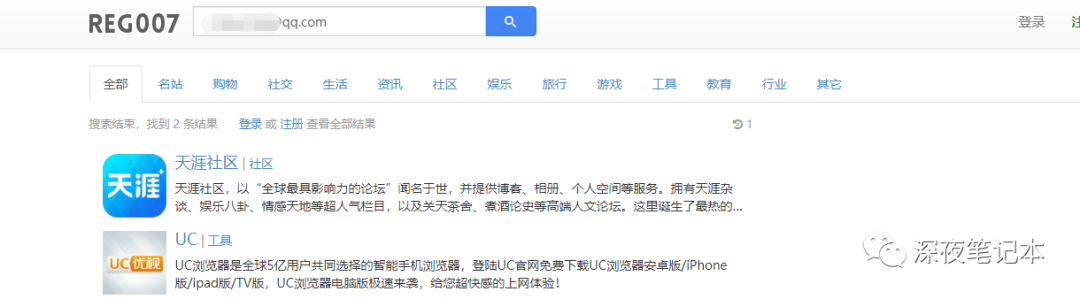 REG007
@qq.com
登录
全部 名站 购物 社交 生活 资讯 社区 娱乐 旅行 游戏 工具 教育 行业 其它
搜索结束，找到 2 条结果 登录 或 注册 查看全部结果 1
天涯
天涯社区 | 社区
天涯社区，以“全球最具影响力的论坛”闻名于世，并提供博客、相册、个人空间等服务。拥有天涯杂
谈、娱乐八卦、情感天地等超人气栏目，以及关天茶舍、煮酒论史等高端人文论坛。这里诞生了最热的...
UC优视
UC | 工具
UC浏览器是全球5亿用户共同选择的智能手机浏览器，登陆UC官网免费下载UC浏览器安卓版/iPhone
版/ipad版/TV版，UC浏览器电脑版极速来袭，给您超快感的上网体验！
深夜笔记本